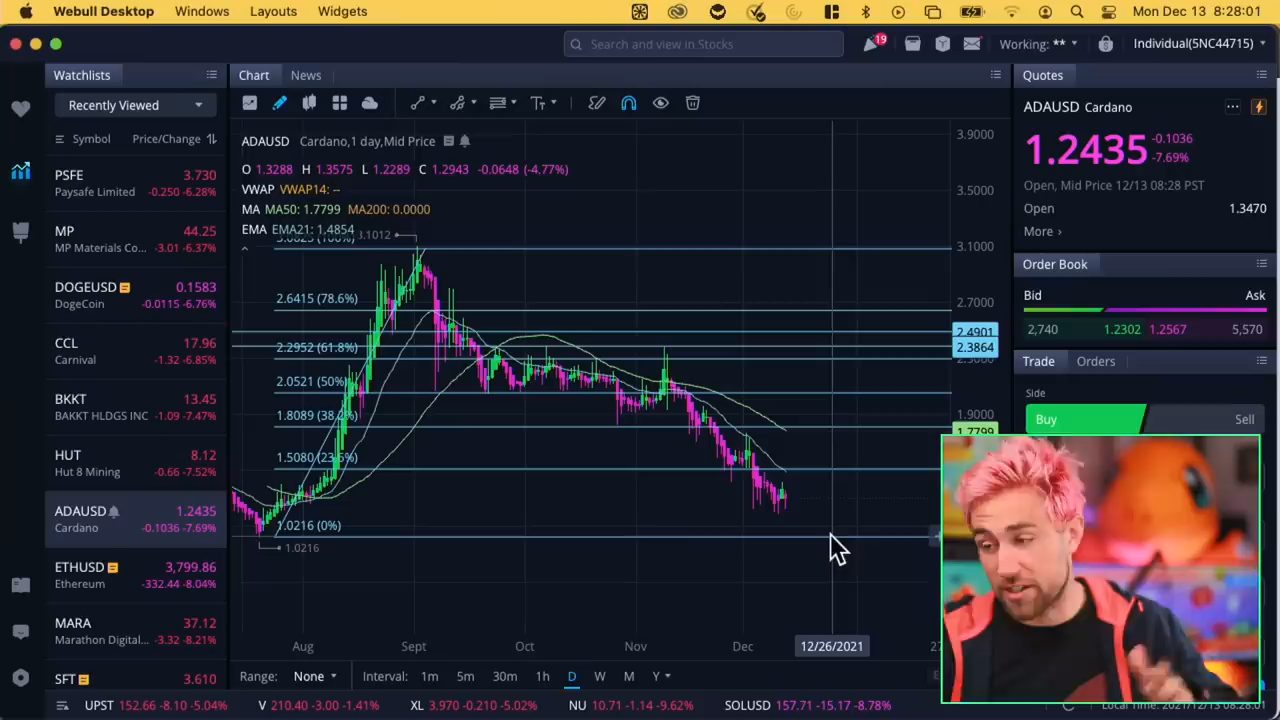 Webull Desktop Windows Layouts Widgets Mon Dec 13 8:28:01
Search and view in Stocks 19 Working: ** Individual(5NC44715)
Watchlists
Recently Viewed
Symbol Price/Change
PSFE 3.730
Paysafe Limited -0.250 -6.28%
MP 44.25
MP Materials Co... -3.01 -6.37%
DOGEUSD 0.1583
DogeCoin -0.0115 -6.76%
CCL 17.96
Carnival -1.32 -6.85%
BKKT 13.45
BAKKT HLDGS INC -1.09 -7.47%
HUT 8.12
Hut 8 Mining -0.66 -7.52%
ADAUSD 1.2435
Cardano -0.1036 -7.69%
ETHUSD 3,799.86
Ethereum -332.44 -8.04%
MARA 37.12
Marathon Digital... -3.32 -8.21%
SFT 3.610
Chart News
ADAUSD Cardano,1 day,Mid Price
O 1.3288 H 1.3575 L 1.2289 C 1.2943 -0.0648 (-4.77%)
VWAP VWAP14: --
MA MA50: 1.7799 MA200: 0.0000
EMA EMA21: 1.4854
3.1012
2.6415 (78.6%)
2.2952 (61.8%)
2.0521 (50%)
1.8089 (38.2%)
1.5080 (23.6%)
1.0216 (0%)
1.0216
3.9000
3.5000
3.1000
2.7000
2.4901
2.3864
1.9000
1.7799
Aug Sept Oct Nov Dec 12/26/2021
Range: None Interval: 1m 5m 30m 1h D W M Y
Quotes
ADAUSD Cardano
1.2435 -0.1036
-7.69%
Open, Mid Price 12/13 08:28 PST
Open 1.3470
More
Order Book
Bid Ask
2,740 1.2302 1.2567 5,570
Trade Orders
Side
Buy Sell
UPST 152.66 -8.10 -5.04% V 210.40 -3.00 -1.41% XL 3.970 -0.210 -5.02% NU 10.71 -1.14 -9.62% SOLUSD 157.71 -15.17 -8.78% Local Time: 2021/12/13 08:28:01